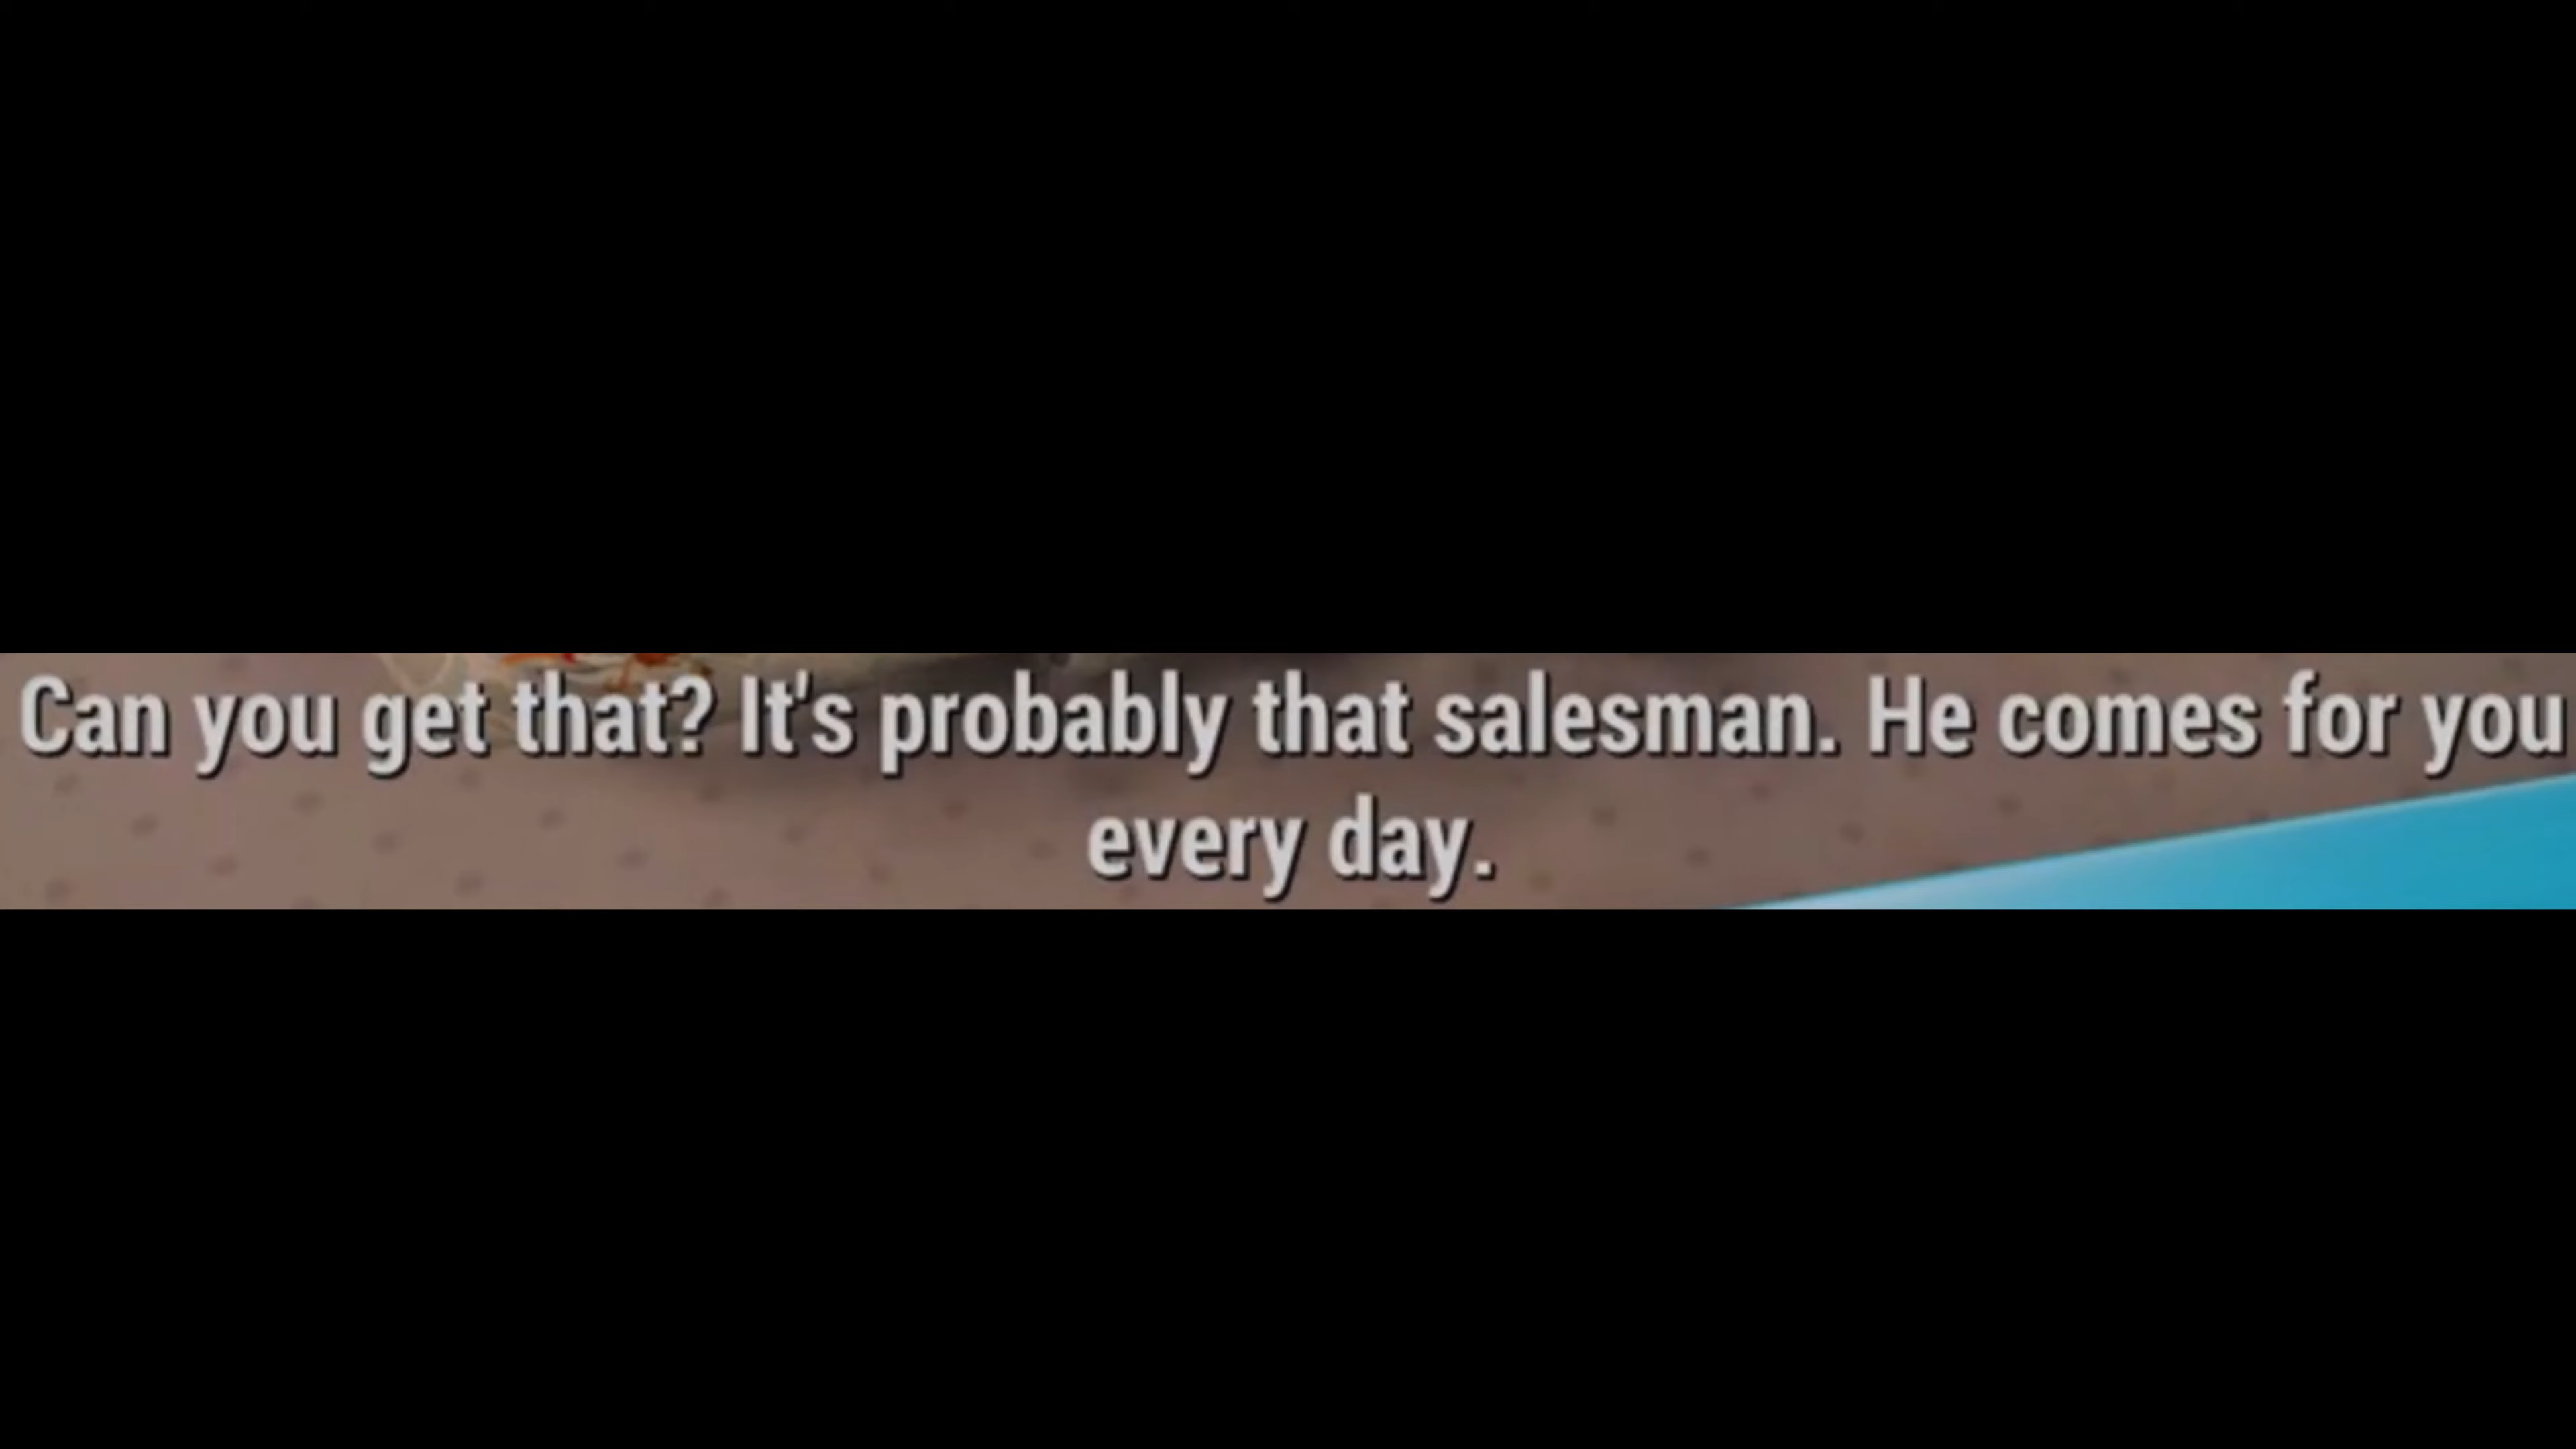 Can you get that? It's probably that salesman. He comes for you
every day.